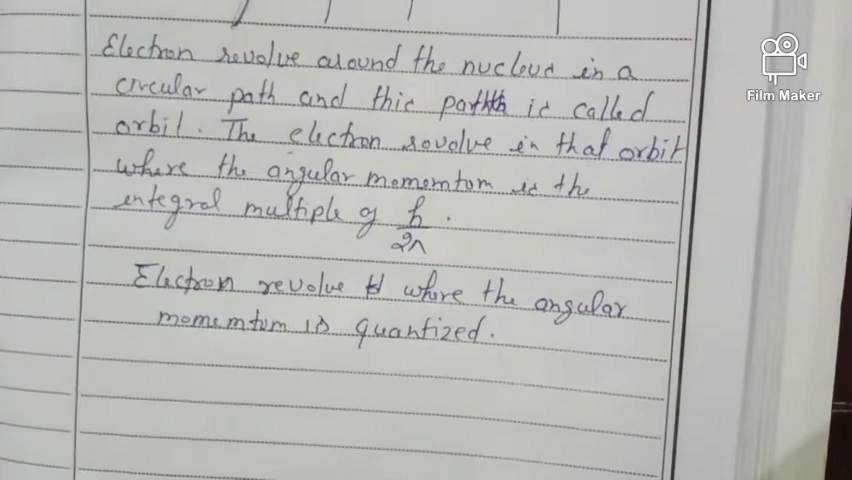 Film Maker
Electron revolve around the nucleus in a
circular path and this path is called
orbit. The electron revolve in that orbit
where the angular momentum is the
integral multiple of h/2π.
Electron revolve where the angular
momentum is quantized.